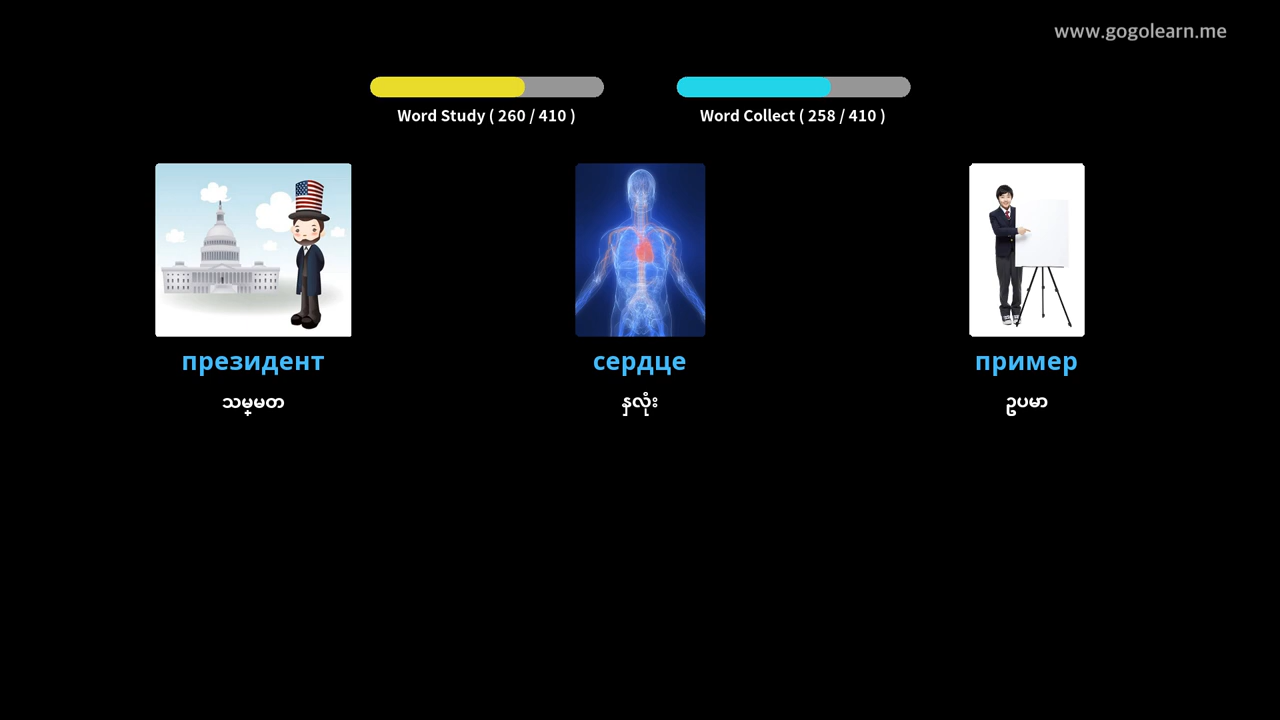 www.gogolearn.me
Word Study ( 260 / 410 )
Word Collect ( 258 / 410 )
президент
сердце
пример
သမ္မတ
နှလုံး
ဥပမာ